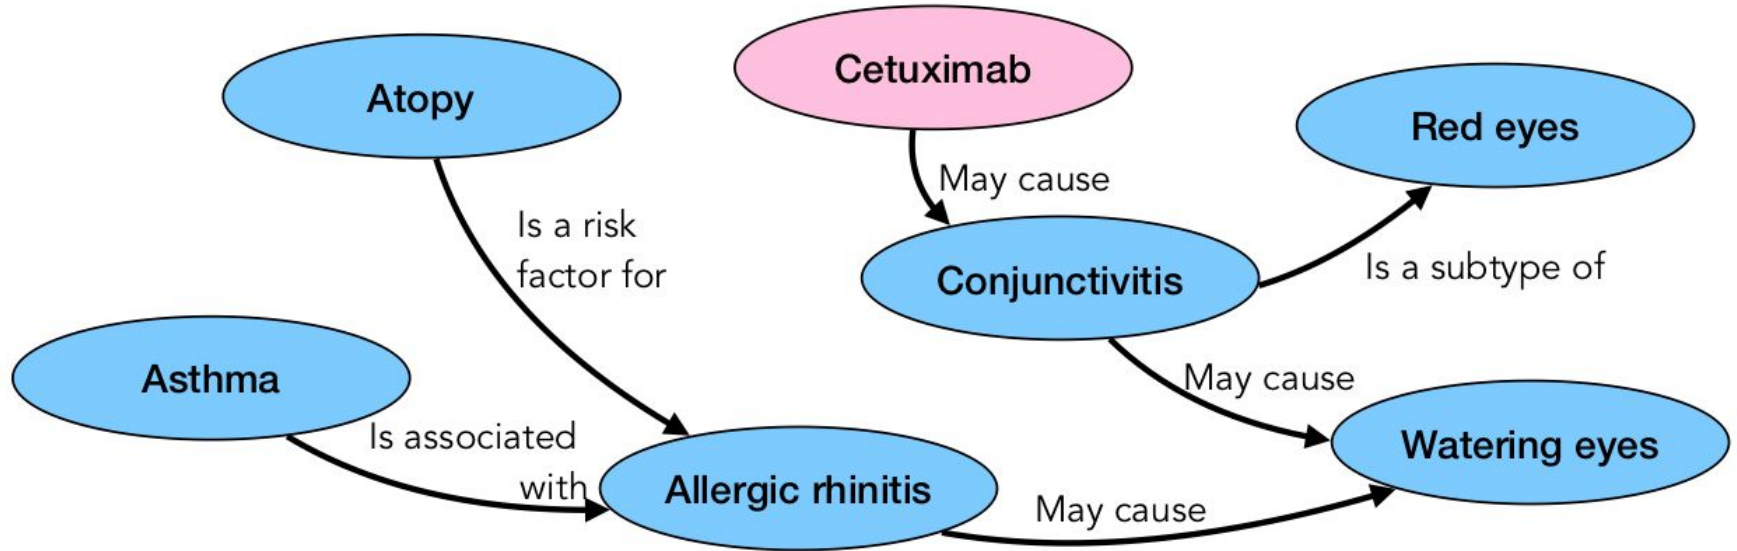 Cetuximab
Atopy
Red eyes
May cause
Is a risk
factor for
Conjunctivitis
Is a subtype of
Asthma
May cause
Is associated
with
Watering eyes
Allergic rhinitis
May cause